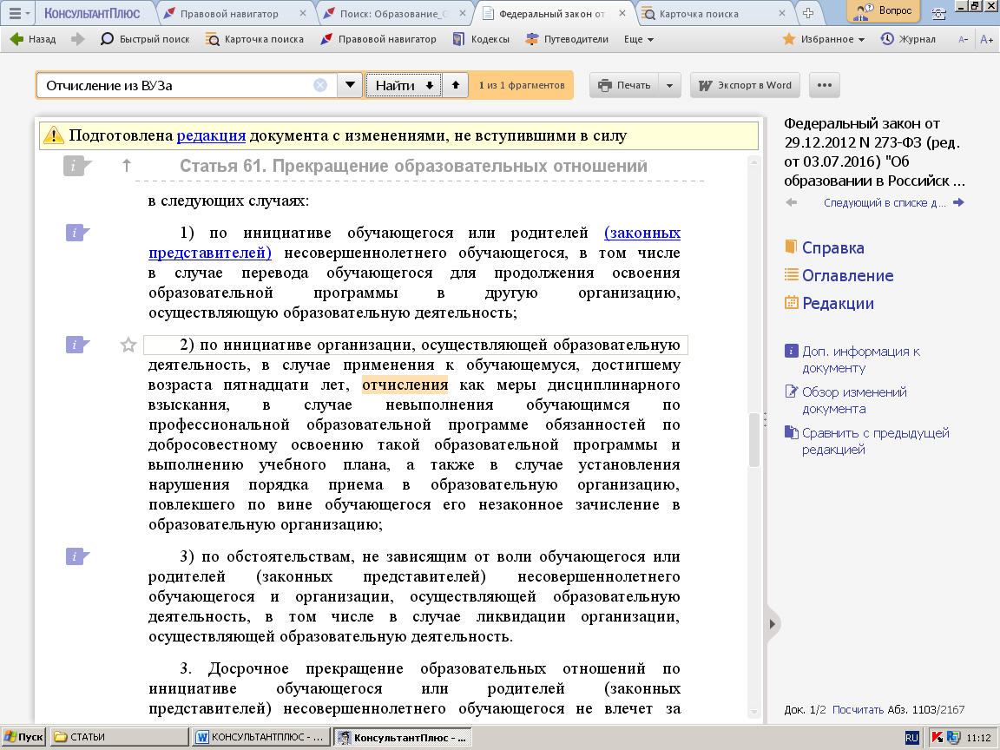 КОНСУЛЬТАНТПЛЮС
Правовой навигатор
Поиск: Образование_С
Федеральный закон от
Карточка поиска
Вопрос
Назад
Быстрый поиск
Карточка поиска
Правовой навигатор
Кодексы
Путеводители
Еще
Избранное
Журнал
A-
A+
Отчисление из ВУЗа
Найти
1 из 1 фрагментов
Печать
Экспорт в Word
Подготовлена редакция документа с изменениями, не вступившими в силу
Статья 61. Прекращение образовательных отношений
в следующих случаях:
1) по инициативе обучающегося или родителей (законных
представителей) несовершеннолетнего обучающегося, в том числе
в случае перевода обучающегося для продолжения освоения
образовательной программы в другую организацию,
осуществляющую образовательную деятельность;
2) по инициативе организации, осуществляющей образовательную
деятельность, в случае применения к обучающемуся, достигшему
возраста пятнадцати лет, отчисления как меры дисциплинарного
взыскания, в случае невыполнения обучающимся по
профессиональной образовательной программе обязанностей по
добросовестному освоению такой образовательной программы и
выполнению учебного плана, а также в случае установления
нарушения порядка приема в образовательную организацию,
повлекшего по вине обучающегося его незаконное зачисление в
образовательную организацию;
3) по обстоятельствам, не зависящим от воли обучающегося или
родителей (законных представителей) несовершеннолетнего
обучающегося и организации, осуществляющей образовательную
деятельность, в том числе в случае ликвидации организации,
осуществляющей образовательную деятельность.
3. Досрочное прекращение образовательных отношений по
инициативе обучающегося или родителей (законных
представителей) несовершеннолетнего обучающегося не влечет за
Федеральный закон от
29.12.2012 N 273-ФЗ (ред.
от 03.07.2016) "Об
образовании в Российск ...
Следующий в списке д...
Справка
Оглавление
Редакции
Доп. информация к
документу
Обзор изменений
документа
Сравнить с предыдущей
редакцией
Док. 1/2 Посчитать Абз. 1103/2167
Пуск
СТАТЬИ
КОНСУЛЬТАНТПЛЮС - ...
КонсультантПлюс - ...
RU
11:12